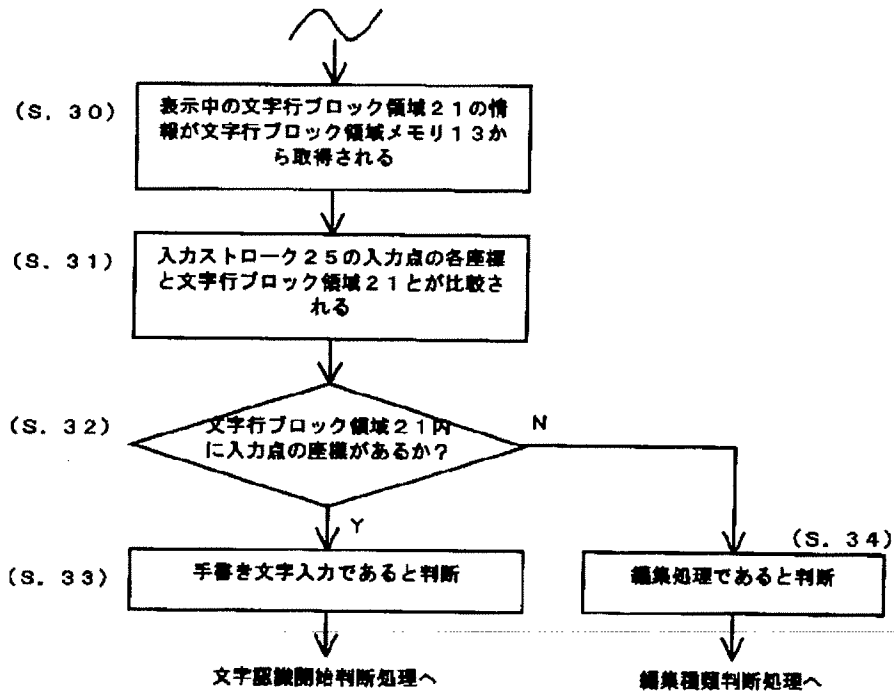 (S. 30)
表示中の文字行ブロック領域21の情
報が文字行ブロック領域メモリ13か
ら取得される
(S. 31)
入力ストローク25の入力点の各座標
と文字行ブロック領域21とが比較さ
れる
(S. 32)
文字行ブロック領域21内
に入力点の座標があるか?
N
Y
(S. 33)
手書き文字入力であると判断
(S. 34)
編集処理であると判断
文字認識開始判断処理へ
編集種類判断処理へ